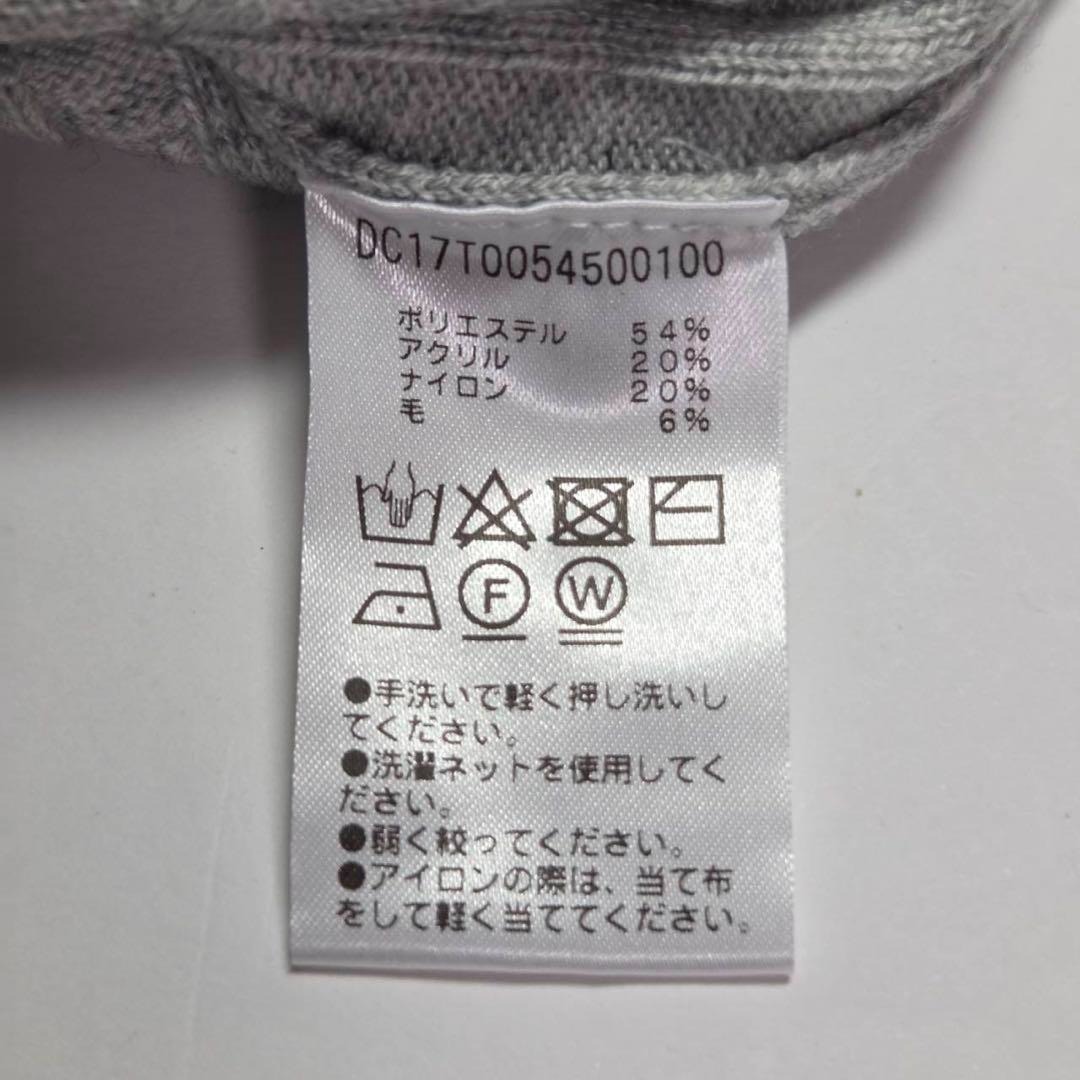 DC17T0054500100
ポリエステル 54%
アクリル 20%
ナイロン 20%
毛 6%
F W
●手洗いで軽く押し洗いし
てください。
●洗濯ネットを使用してく
ださい。
●弱く絞ってください。
●アイロンの際は、当て布
をして軽く当ててください。